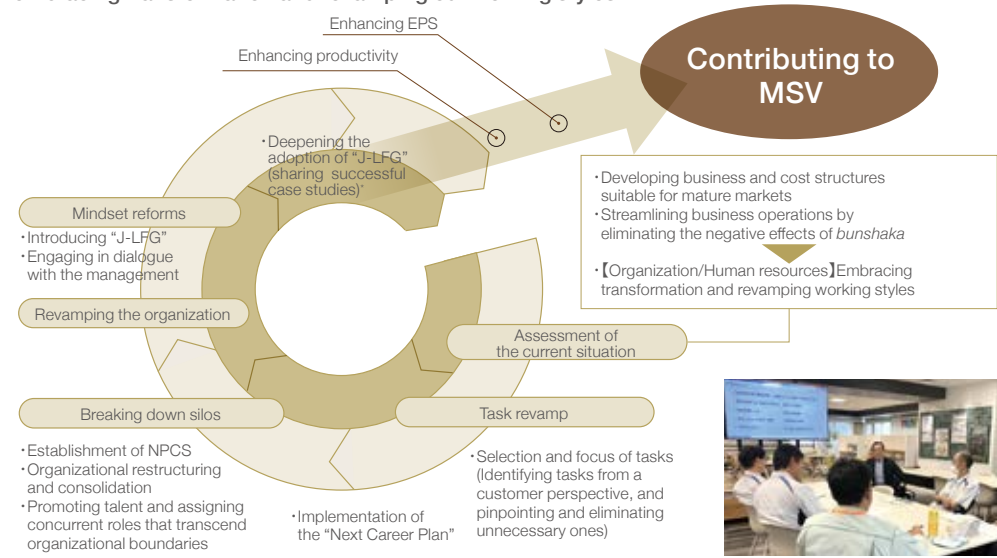 Enhancing EPS
Enhancing productivity
Contributing to
MSV
・Deepening the
adoption of “J-LFG”
(sharing successful
case studies)*
・Developing business and cost structures
suitable for mature markets
・Streamlining business operations by
eliminating the negative effects of bunshaka
・【Organization/Human resources】Embracing
transformation and revamping working styles
Mindset reforms
・Introducing “J-LFG”
・Engaging in dialogue
with the management
Revamping the organization
Assessment of
the current situation
Breaking down silos
・Establishment of NPCS
・Organizational restructuring
and consolidation
・Promoting talent and assigning
concurrent roles that transcend
organizational boundaries
・Implementation of
the “Next Career Plan”
Task revamp
・Selection and focus of tasks
(Identifying tasks from a
customer perspective, and
pinpointing and eliminating
unnecessary ones)